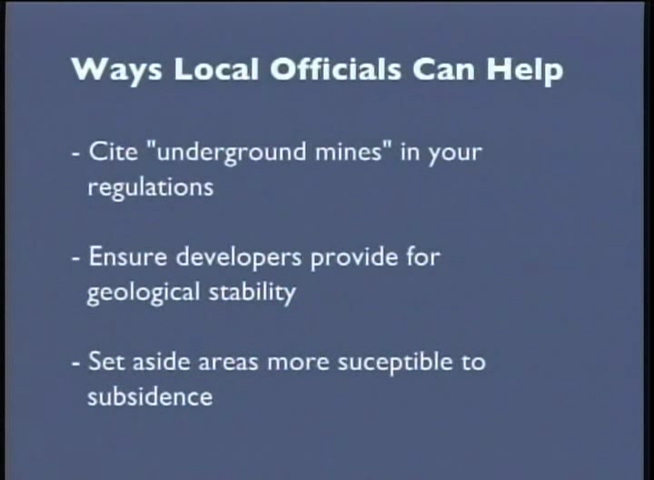 Ways Local Officials Can Help
- Cite "underground mines" in your
regulations
- Ensure developers provide for
geological stability
- Set aside areas more suceptible to
subsidence